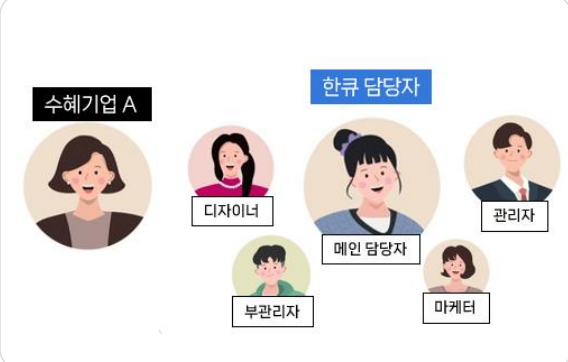 한큐 담당자
수혜기업 A
디자이너
관리자
메인 담당자
부관리자
마케터